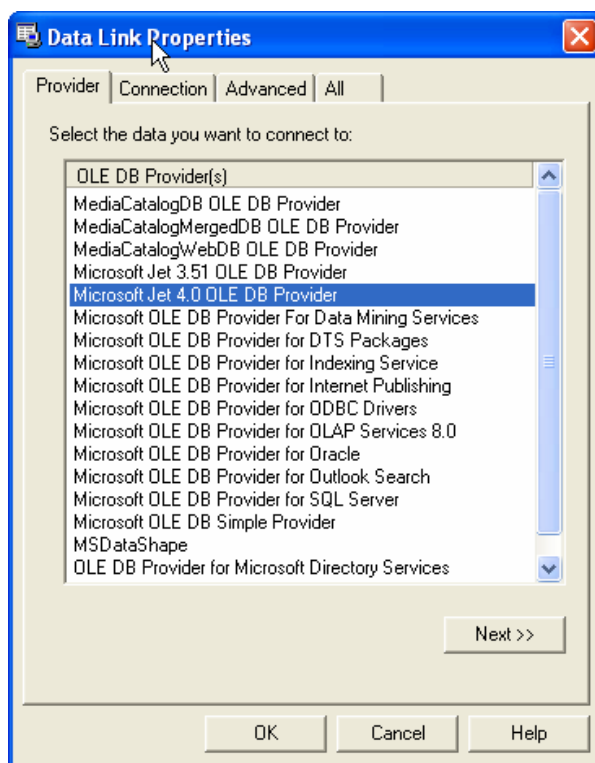 Data Link Properties
Provider Connection Advanced All
Select the data you want to connect to:
OLE DB Provider(s)
MediaCatalogDB OLE DB Provider
MediaCatalogMergedDB OLE DB Provider
MediaCatalogWebDB OLE DB Provider
Microsoft Jet 3.51 OLE DB Provider
Microsoft Jet 4.0 OLE DB Provider
Microsoft OLE DB Provider For Data Mining Services
Microsoft OLE DB Provider for DTS Packages
Microsoft OLE DB Provider for Indexing Service
Microsoft OLE DB Provider for Internet Publishing
Microsoft OLE DB Provider for ODBC Drivers
Microsoft OLE DB Provider for OLAP Services 8.0
Microsoft OLE DB Provider for Oracle
Microsoft OLE DB Provider for Outlook Search
Microsoft OLE DB Provider for SQL Server
Microsoft OLE DB Simple Provider
MSDataShape
OLE DB Provider for Microsoft Directory Services
Next >>
OK Cancel Help